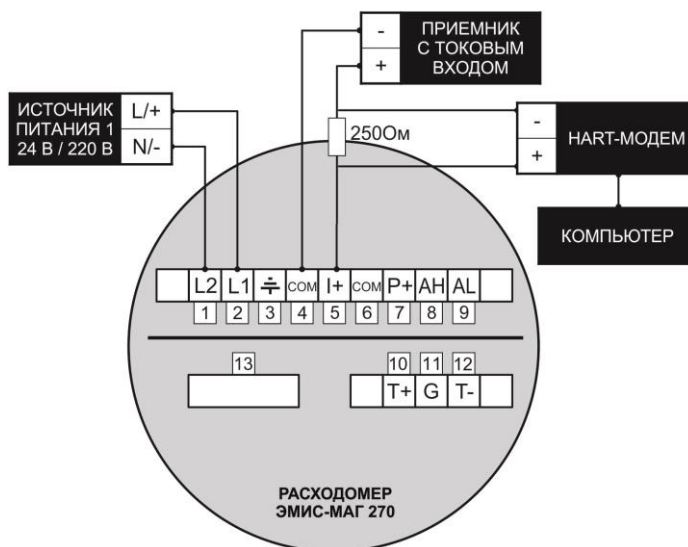 -
+
ПРИЕМНИК
С ТОКОВЫМ
ВХОДОМ
ИСТОЧНИК
ПИТАНИЯ 1
24 В / 220 В
L/+
N/-
250Ом
-
+
HART-МОДЕМ
КОМПЬЮТЕР
L2 L1 COM I+ COM P+ AH AL
1 2 3 4 5 6 7 8 9
13
10 11 12
T+ G T-
РАСХОДОМЕР
ЭМИС-МАГ 270